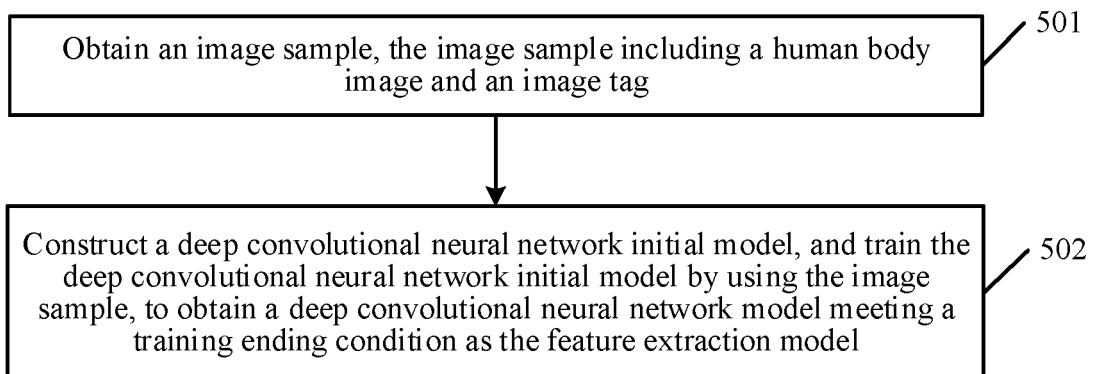 Obtain an image sample, the image sample including a human body
image and an image tag
501
Construct a deep convolutional neural network initial model, and train the
deep convolutional neural network initial model by using the image
sample, to obtain a deep convolutional neural network model meeting a
training ending condition as the feature extraction model
502